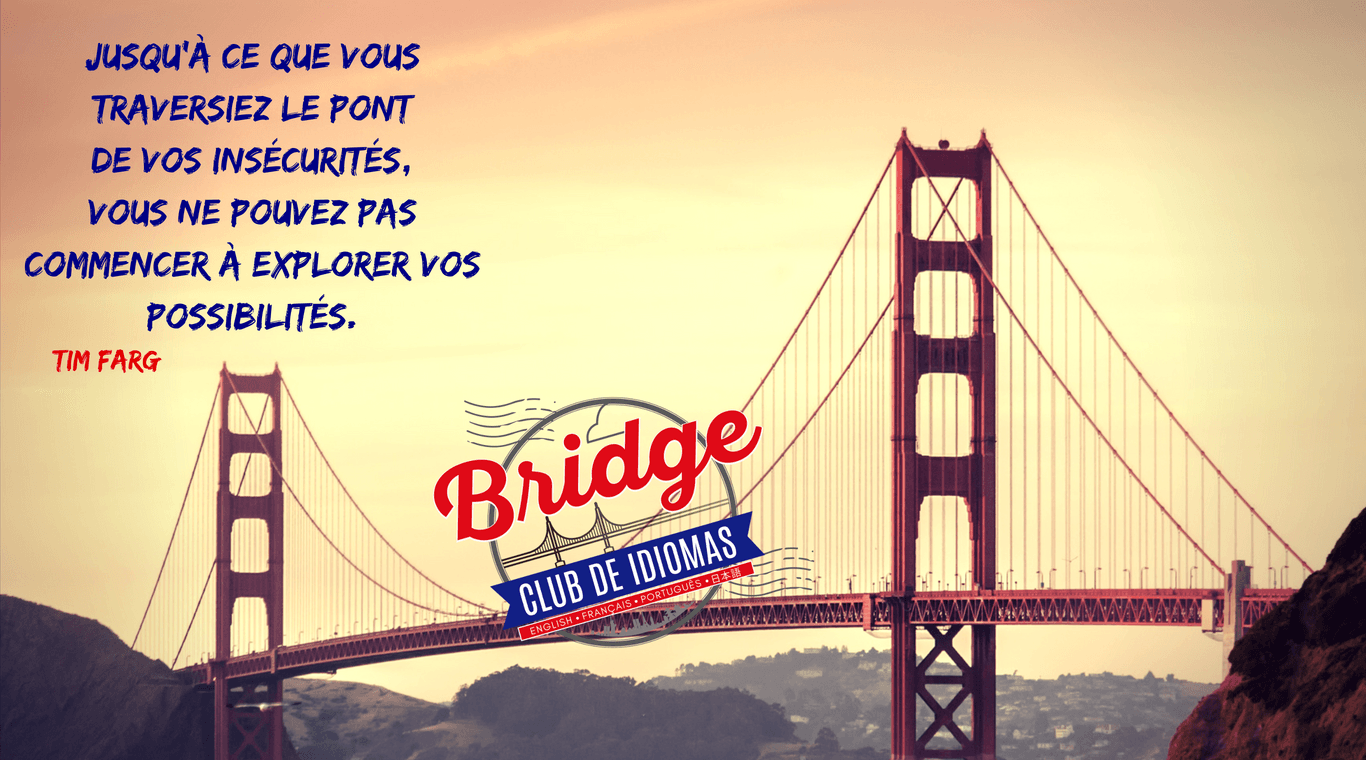 JUSQU'À CE QUE VOUS
TRAVERSIEZ LE PONT
DE VOS INSÉCURITÉS,
VOUS NE POUVEZ PAS
COMMENCER À EXPLORER VOS
POSSIBILITÉS.
TIM FARG
Bridge
CLUB DE IDIOMAS
ENGLISH • FRANÇAIS • PORTUGUÊS • 日本語